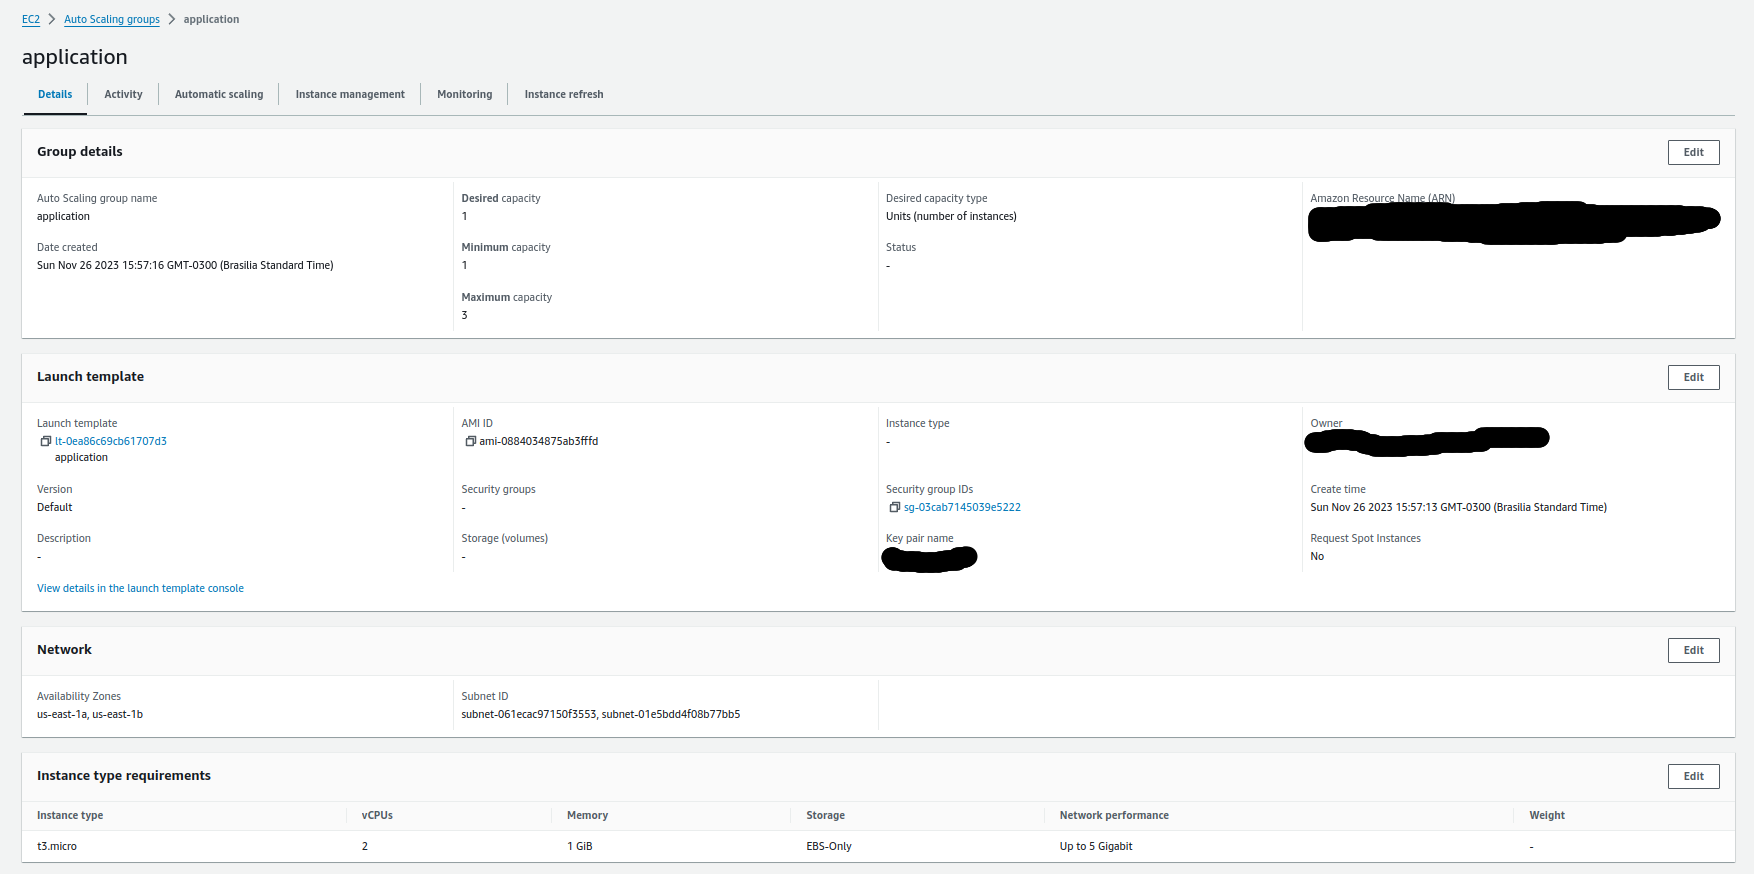 EC2 > Auto Scaling groups > application
application
Details
Activity
Automatic scaling
Instance management
Monitoring
Instance refresh
Group details
Edit
Auto Scaling group name
application
Date created
Sun Nov 26 2023 15:57:16 GMT-0300 (Brasilia Standard Time)
Desired capacity
1
Minimum capacity
1
Maximum capacity
3
Desired capacity type
Units (number of instances)
Status
-
Amazon Resource Name (ARN)
Launch template
Edit
Launch template
lt-0ea86c69cb61707d3
application
AMI ID
ami-0884034875ab3fffd
Instance type
-
Owner
Version
Default
Security groups
-
Security group IDs
sg-03cab7145039e5222
Create time
Sun Nov 26 2023 15:57:13 GMT-0300 (Brasilia Standard Time)
Description
-
Storage (volumes)
-
Key pair name
Request Spot Instances
No
View details in the launch template console
Network
Edit
Availability Zones
us-east-1a, us-east-1b
Subnet ID
subnet-061ecac97150f3553, subnet-01e5bdd4f08b77bb5
Instance type requirements
Edit
Instance type
vCPUs
Memory
Storage
Network performance
Weight
t3.micro
2
1 GiB
EBS-Only
Up to 5 Gigabit
-